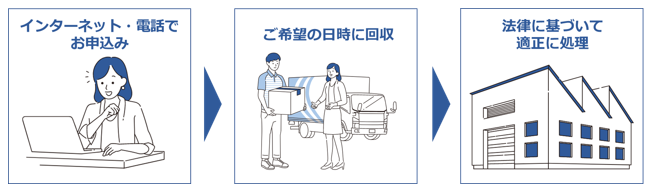 インターネット・電話で
お申込み
ご希望の日時に回収
法律に基づいて
適正に処理